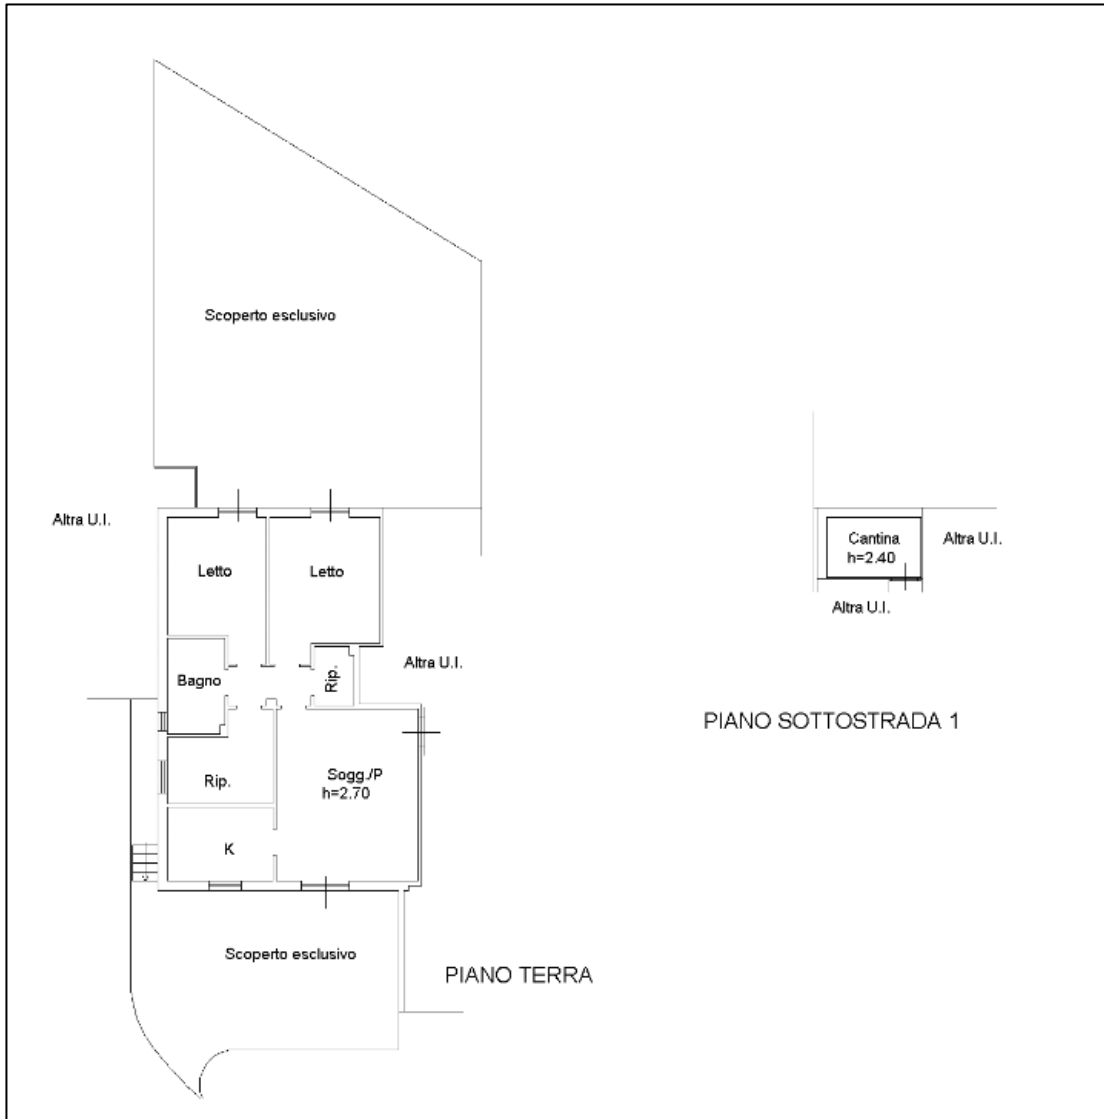 Scoperto esclusivo
Altra U.I.
Letto
Letto
Cantina
h=2.40
Altra U.I.
Altra U.I.
Bagno
Rip.
Altra U.I.
PIANO SOTTOSTRADA 1
Rip.
Sogg./P
h=2.70
K
Scoperto esclusivo
PIANO TERRA